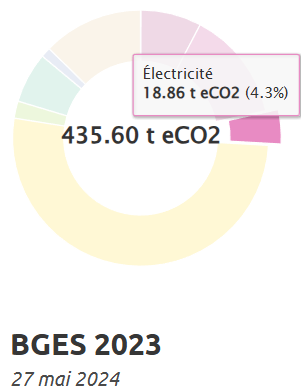 Électricité
18.86 t eCO2 (4.3%)
435.60 t eCO2
BGES 2023
27 mai 2024